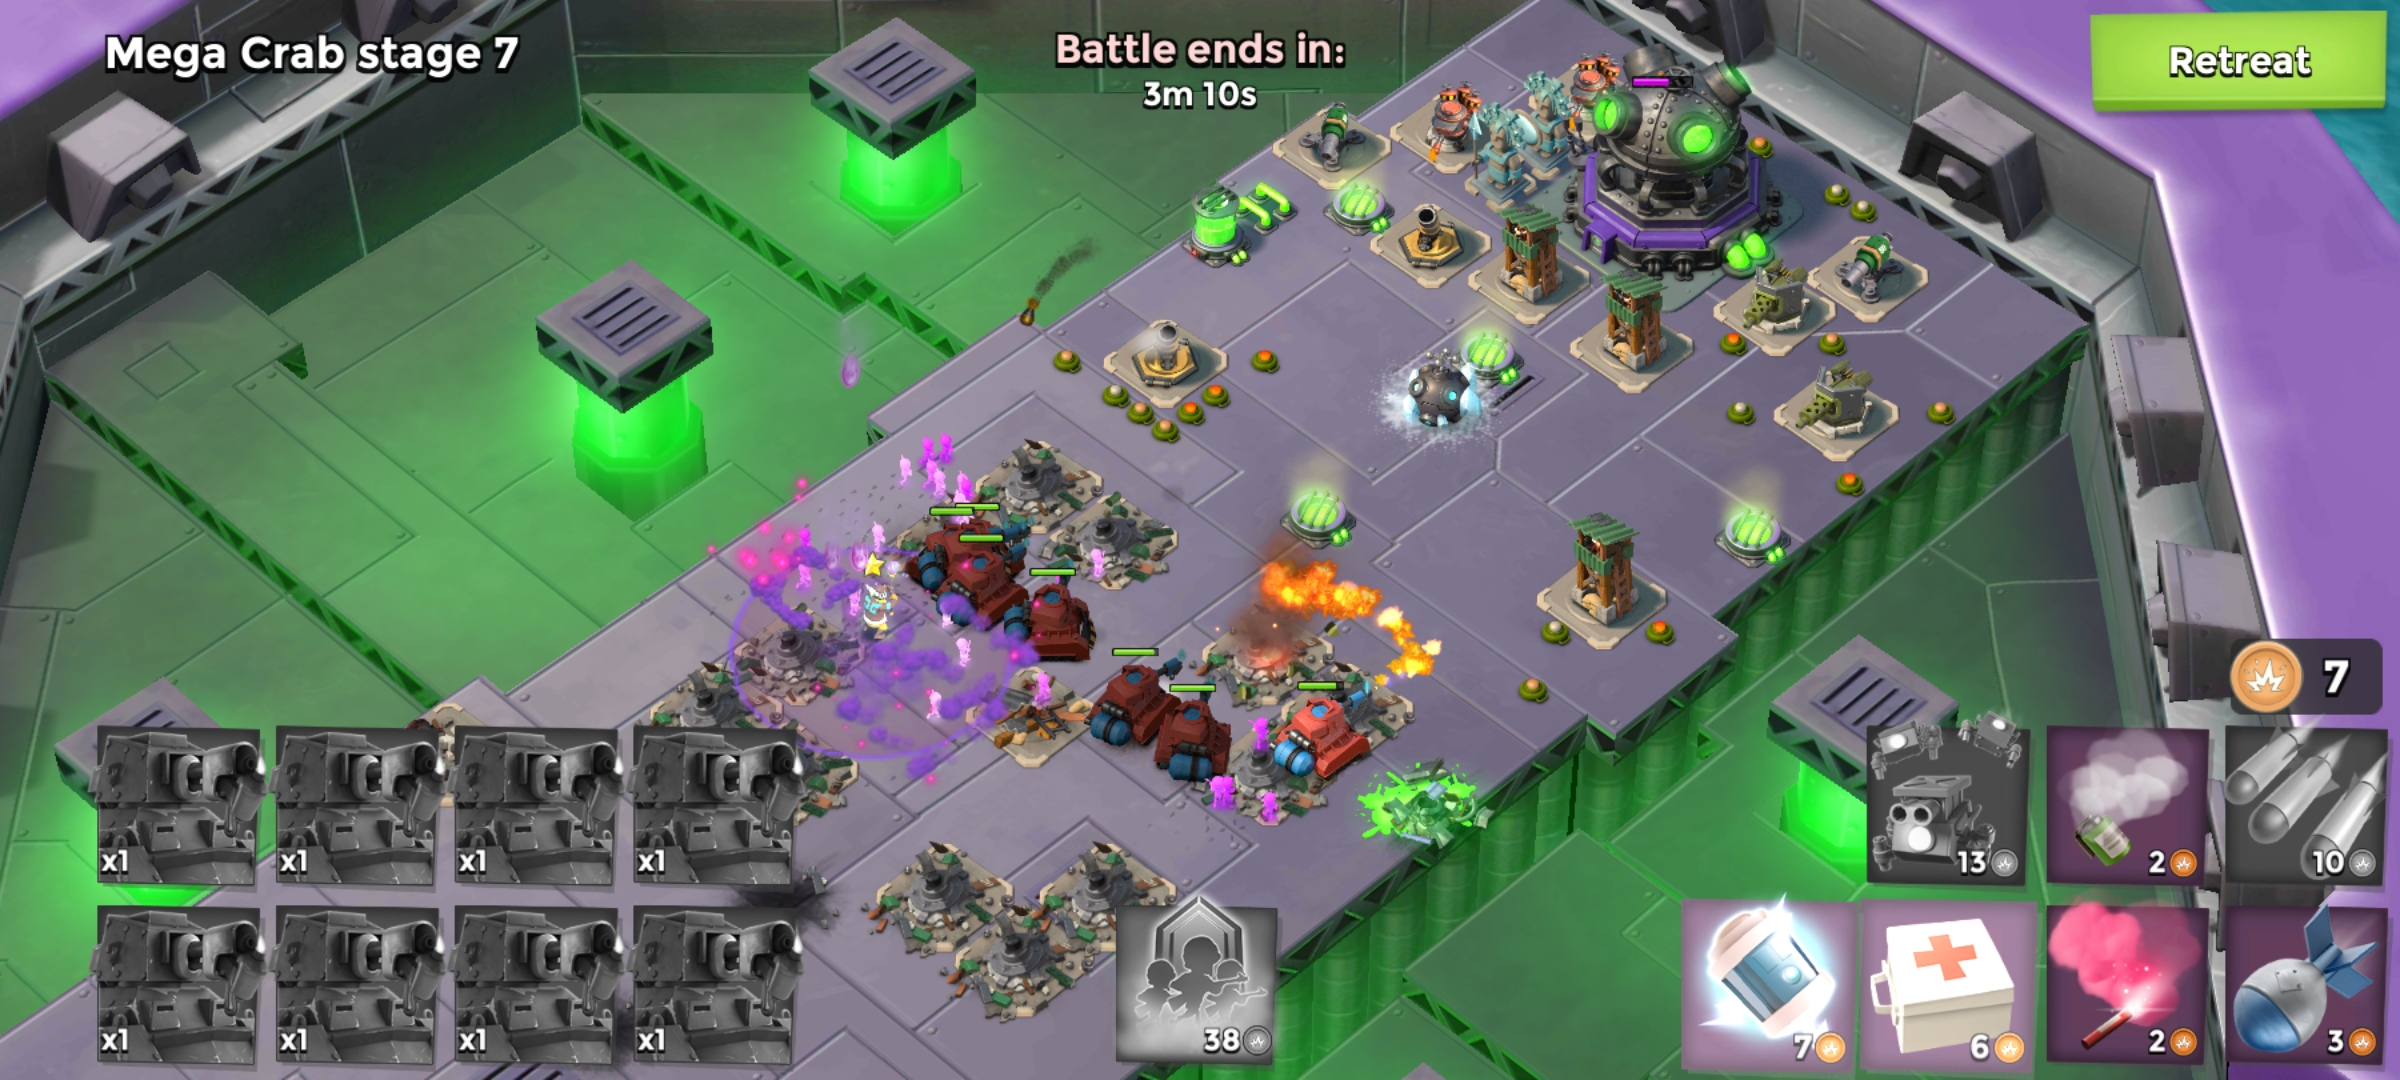 Mega Crab stage 7
Battle ends in:
3m 10s
Retreat
7
13
2
10
x1
x1
x1
x1
x1
x1
x1
x1
38
7
6
2
3